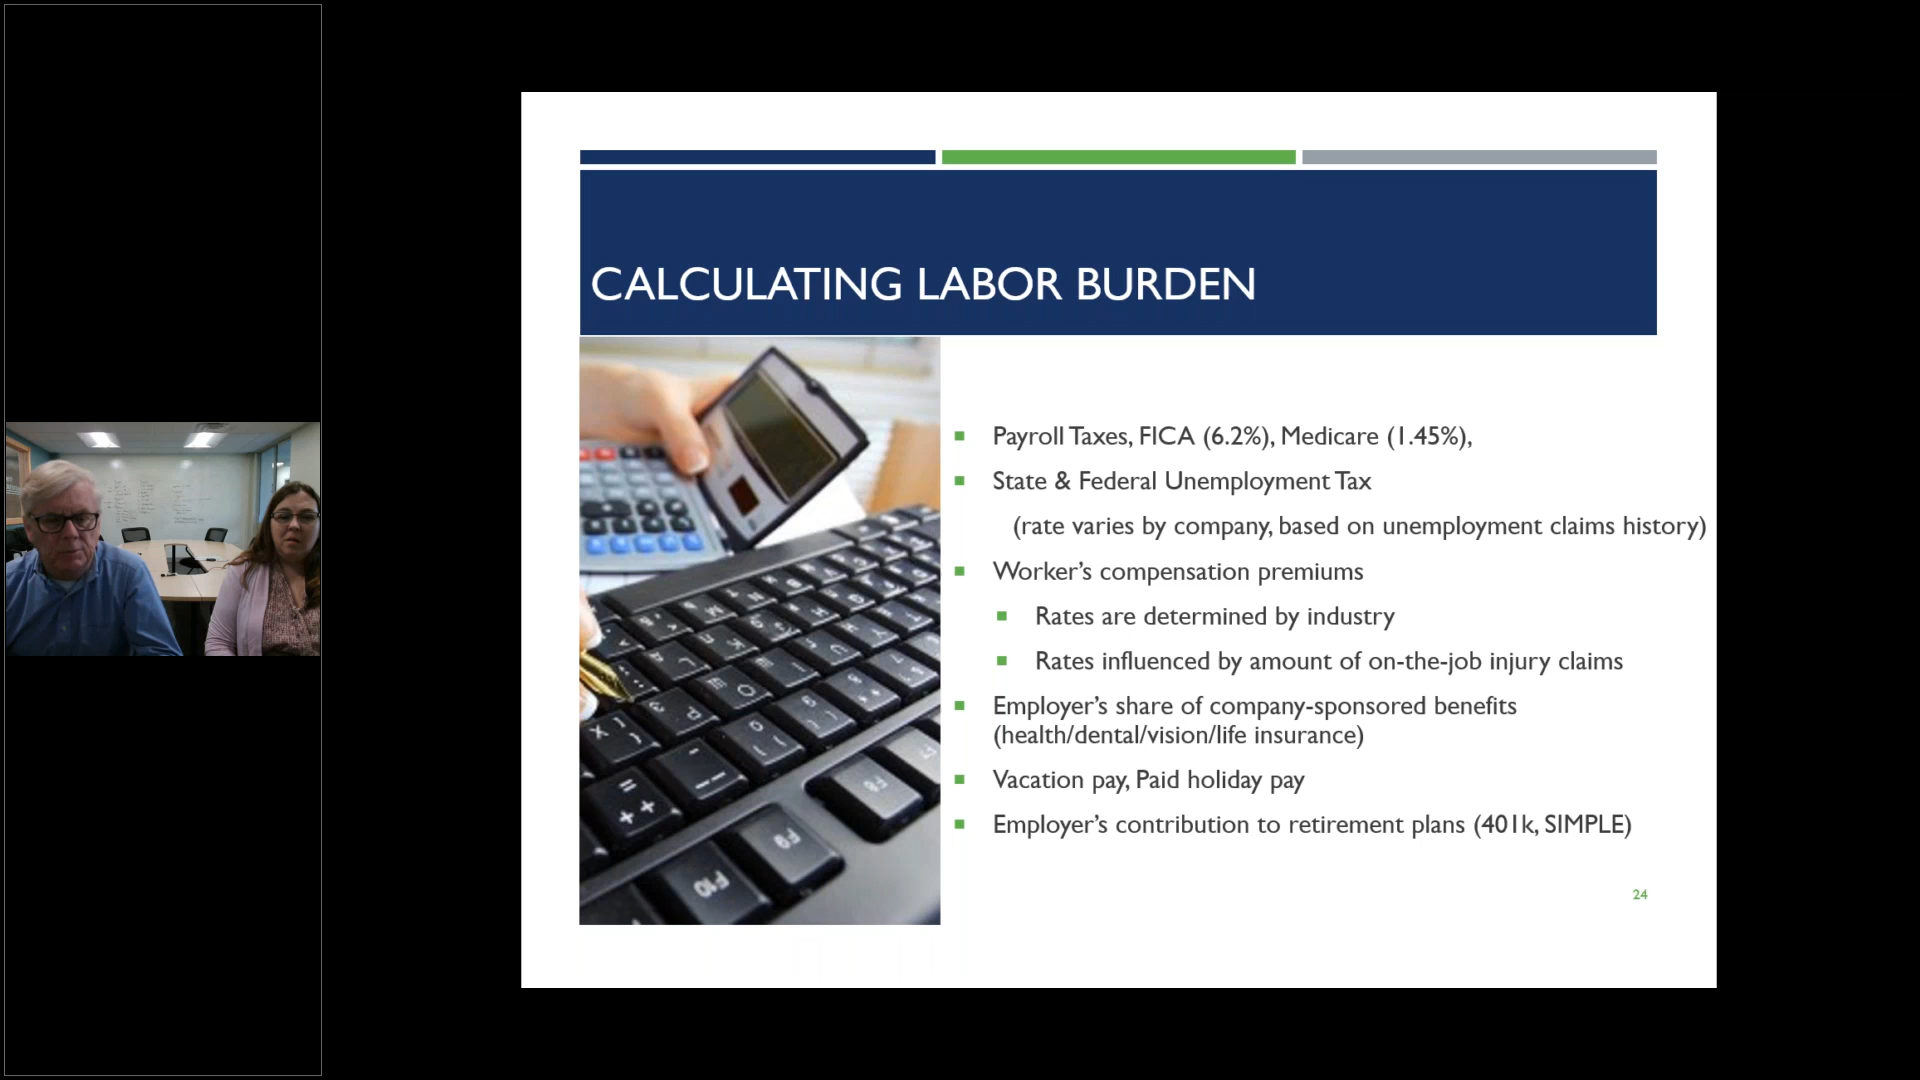 CALCULATING LABOR BURDEN
Payroll Taxes, FICA (6.2%), Medicare (1.45%),
State & Federal Unemployment Tax
(rate varies by company, based on unemployment claims history)
Worker’s compensation premiums
Rates are determined by industry
Rates influenced by amount of on-the-job injury claims
Employer’s share of company-sponsored benefits
(health/dental/vision/life insurance)
Vacation pay, Paid holiday pay
Employer’s contribution to retirement plans (401k, SIMPLE)
24
F9
F10